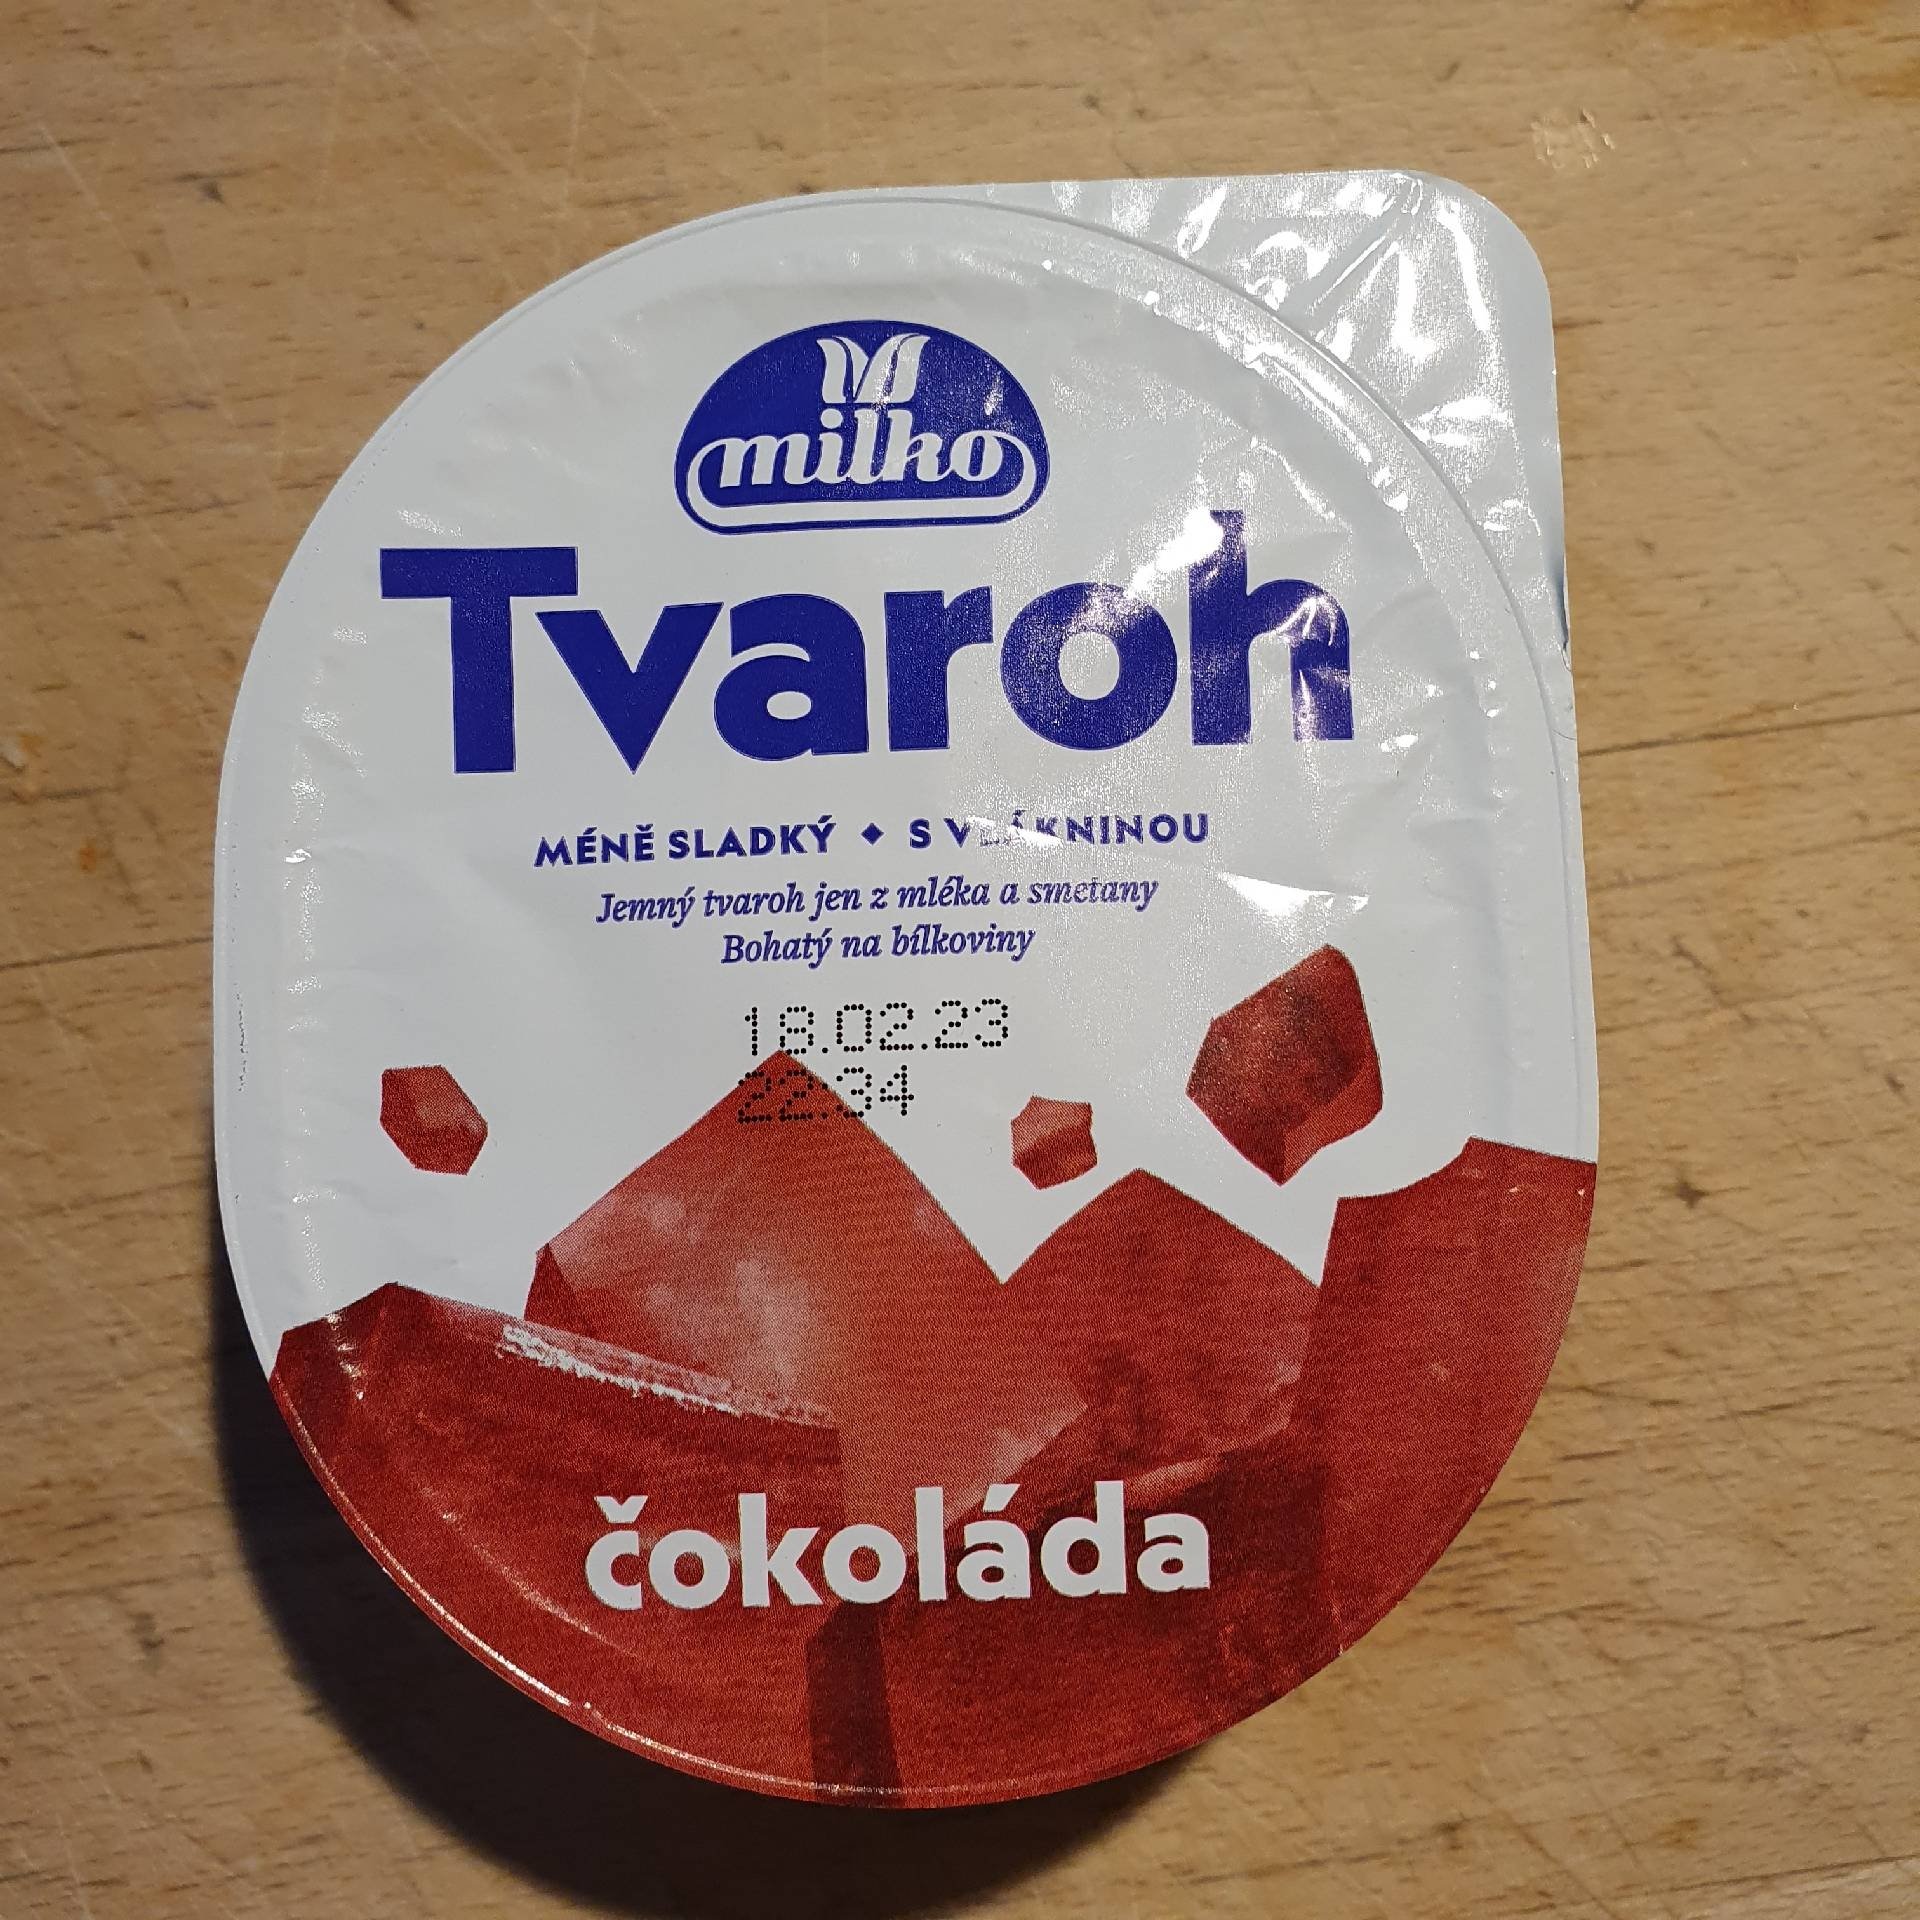 milko
Tvaroh
MÉNĚ SLADKÝ ◆ S VLÁKNINOU
Jemný tvaroh jen z mléka a smetany
Bohatý na bílkoviny
18.02.23
22:34
čokoláda